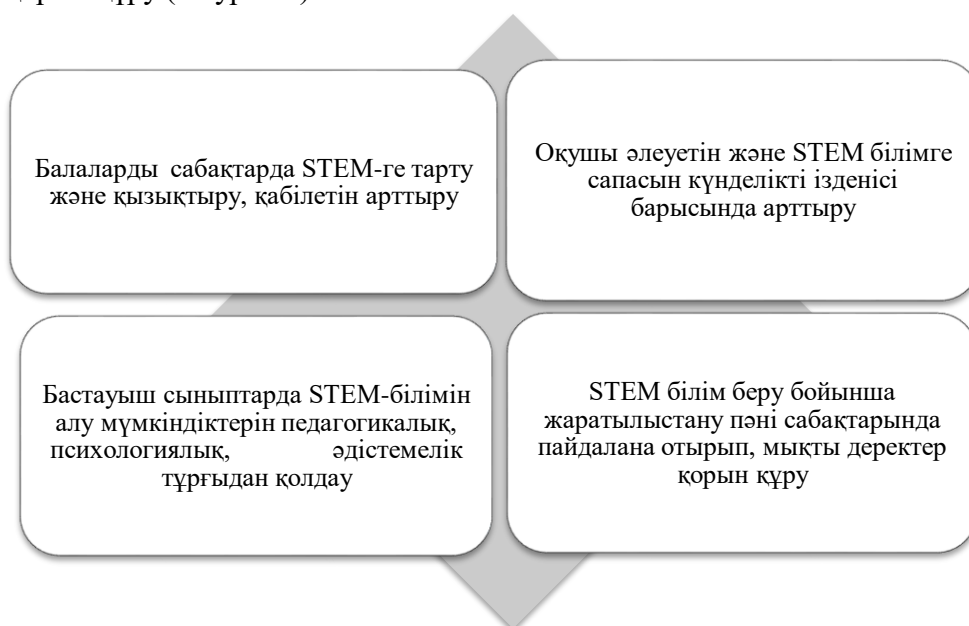 Балаларды сабақтарда STEM-ге тарту
және қызықтыру, қабілетін арттыру
Оқушы әлеуетін және STEM білімге
сапасын күнделікті ізденісі
барысында арттыру
Бастауыш сыныптарда STEM-білімін
алу мүмкіндіктерін педагогикалық,
психологиялық, әдістемелік
тұрғыдан қолдау
STEM білім беру бойынша
жаратылыстану пәні сабақтарында
пайдалана отырып, мықты деректер
қорын құру